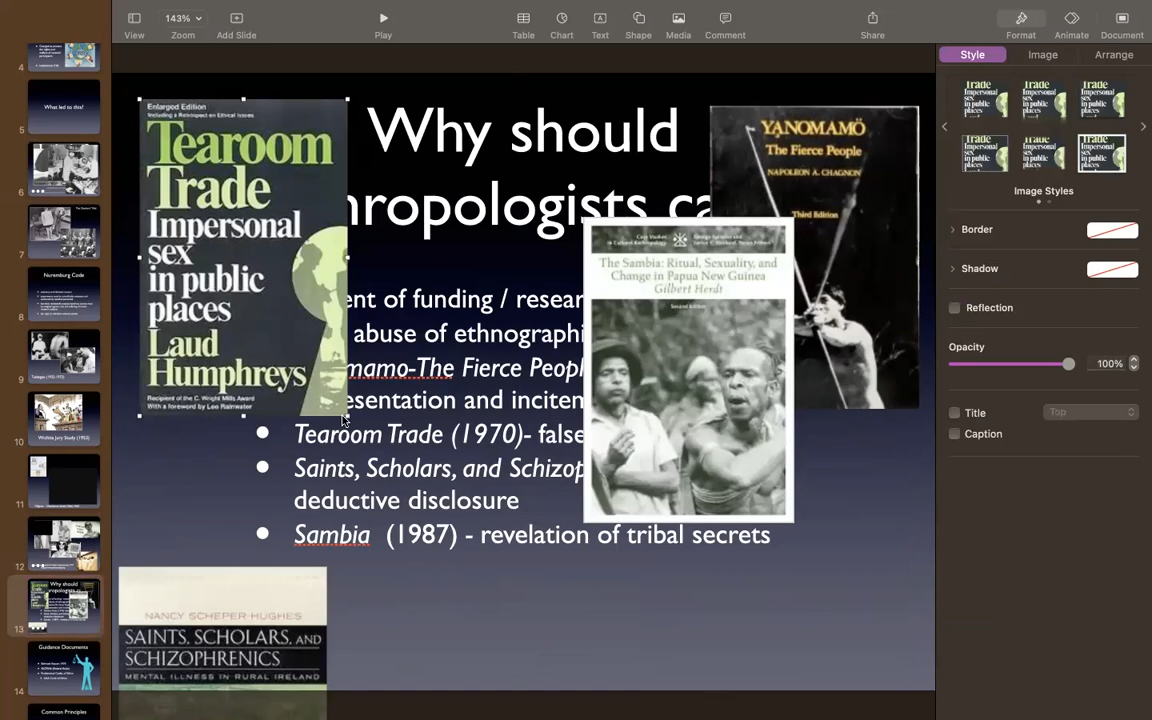 143%
View
Zoom
Add Slide
Play
Table
Chart
Text
Shape
Media
Comment
Share
Format
Animate
Document
Style
Image
Arrange
Image Styles
Border
Shadow
Reflection
Opacity
100%
Title
Top
Caption
4
5
What led to this?
6
7
8
Nuremburg Code
9
10
Wichita Jury Study (1953)
11
12
13
14
Guidance Documents
Common Principles
Why should
hropologists ca
ent of funding / resear
abuse of ethnographi
mamo-The Fierce Peopl
esentation and incitem
Tearoom Trade (1970)- false
Saints, Scholars, and Schizop
deductive disclosure
Sambia (1987) - revelation of tribal secrets
Enlarged Edition
Including a Retrospect on Ethical Issues
Tearoom
Trade
Impersonal
sex
in public
places
Laud
Humphreys
Recipient of the C. Wright Mills Award
With a foreword by Lee Rainwater
YANOMAMÖ
The Fierce People
NAPOLEON A. CHAGNON
Third Edition
The Sambia: Ritual, Sexuality, and
Change in Papua New Guinea
Gilbert Herdt
NANCY SCHEPER-HUGHES
SAINTS, SCHOLARS, AND
SCHIZOPHRENICS
MENTAL ILLNESS IN RURAL IRELAND